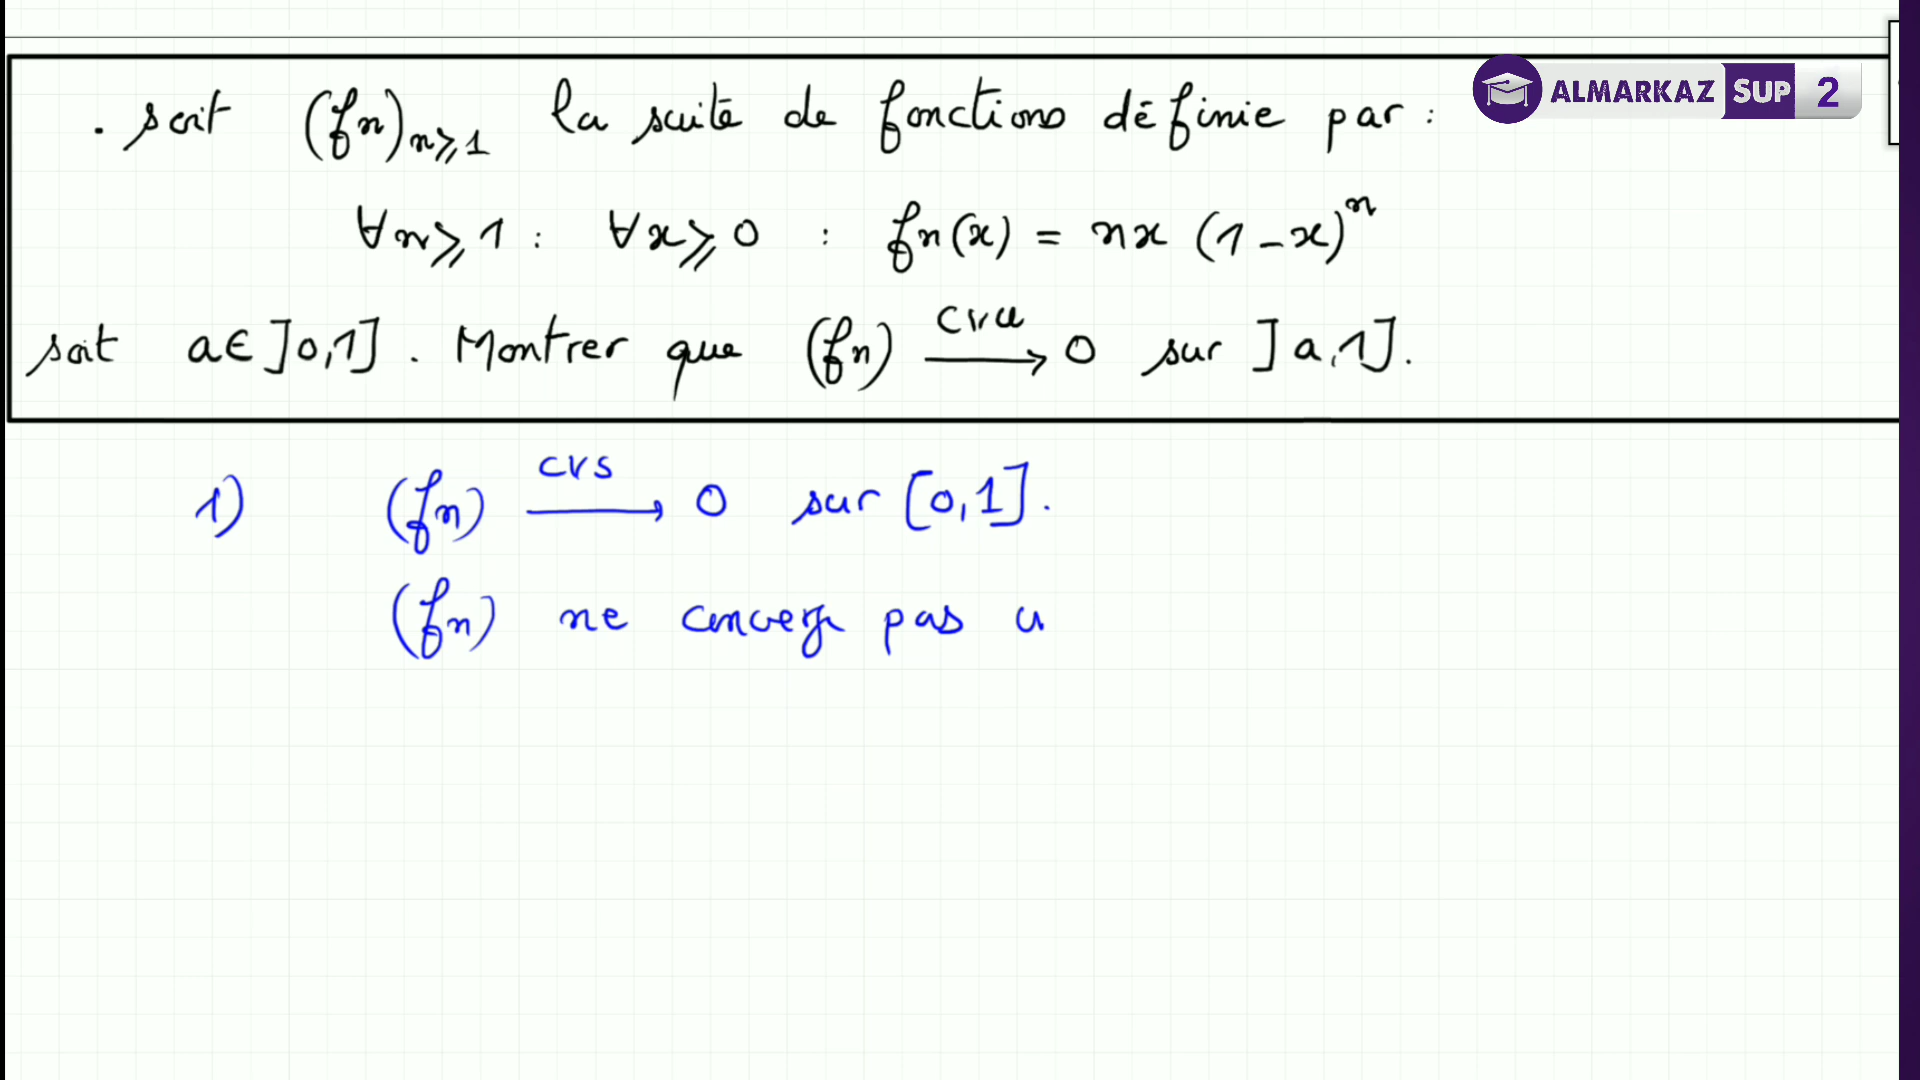 . soit (fn)n⩾1 la suite de fonctions définie par :
ALMARKAZ SUP 2
∀n⩾1 : ∀x⩾0 : fn(x) = nx (1-x)^n
soit a∈]0,1] . Montrer que (fn) —cvu→ 0 sur ]a,1].
1) (fn) —cvs→ 0 sur [0,1].
(fn) ne converge pas u